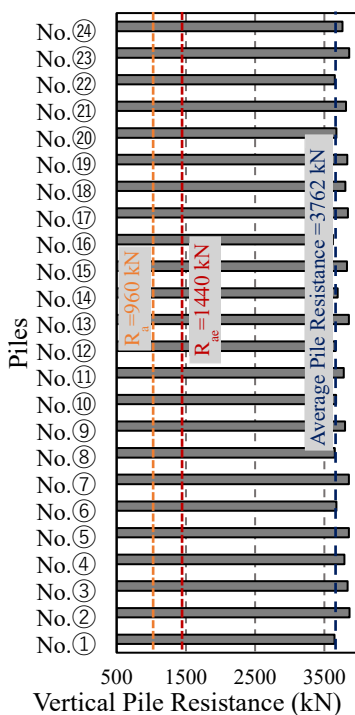 No.㉔
No.㉓
No.㉒
No.㉑
No.⑳
No.⑲
No.⑱
No.⑰
No.⑯
No.⑮
No.⑭
No.⑬
No.⑫
No.⑪
No.⑩
No.⑨
No.⑧
No.⑦
No.⑥
No.⑤
No.④
No.③
No.②
No.①
Piles
Ra=960 kN
Rae=1440 kN
Average Pile Resistance=3762 kN
500 1500 2500 3500
Vertical Pile Resistance (kN)